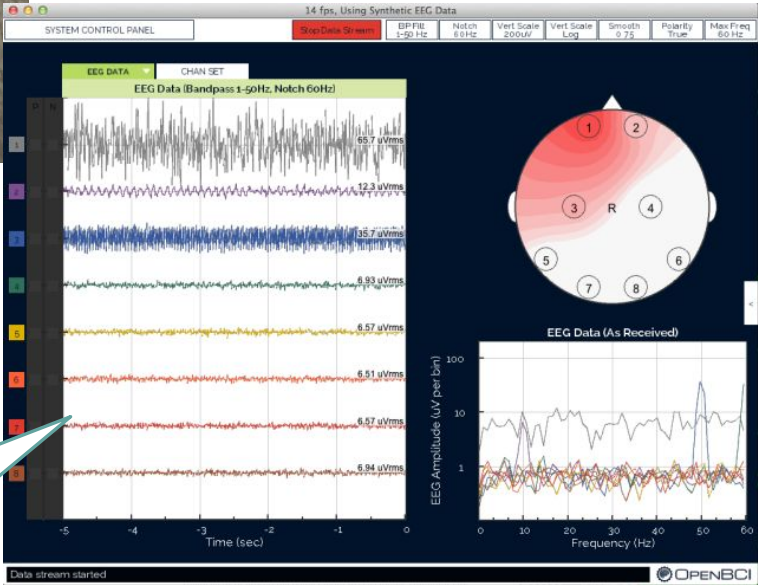 14 fps, Using Synthetic EEG Data
SYSTEM CONTROL PANEL
Stop Data Stream
BP Filt
1-50 Hz
Notch
60Hz
Vert Scale
200uV
Vert Scale
Log
Smooth
0.75
Polarity
True
Max Freq
60 Hz
EEG DATA
CHAN SET
EEG Data (Bandpass 1-50Hz, Notch 60Hz)
P N
1
65.7 uVrms
2
12.3 uVrms
3
35.7 uVrms
4
6.93 uVrms
5
6.57 uVrms
6
6.51 uVrms
7
6.57 uVrms
8
6.94 uVrms
-5 -4 -3 -2 -1 0
Time (sec)
1 2
3 R 4
5 6
7 8
<
EEG Data (As Received)
EEG Amplitude (uV per bin)
100
10
1
0 10 20 30 40 50 60
Frequency (Hz)
Data stream started
OPENBCI